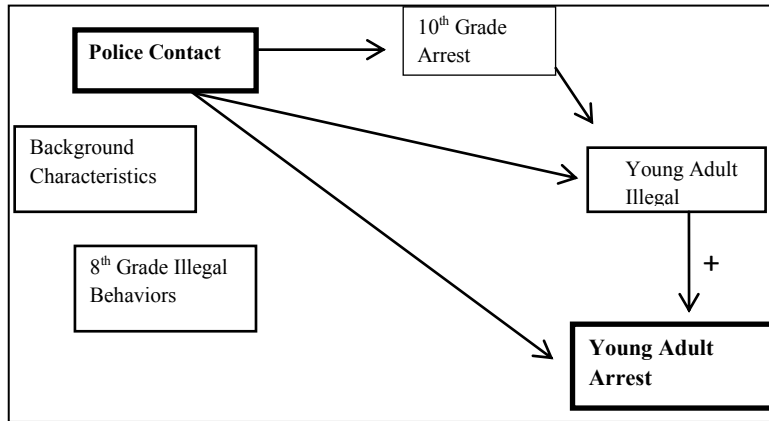 Police Contact
10th Grade
Arrest
Background
Characteristics
Young Adult
Illegal
8th Grade Illegal
Behaviors
+
Young Adult
Arrest